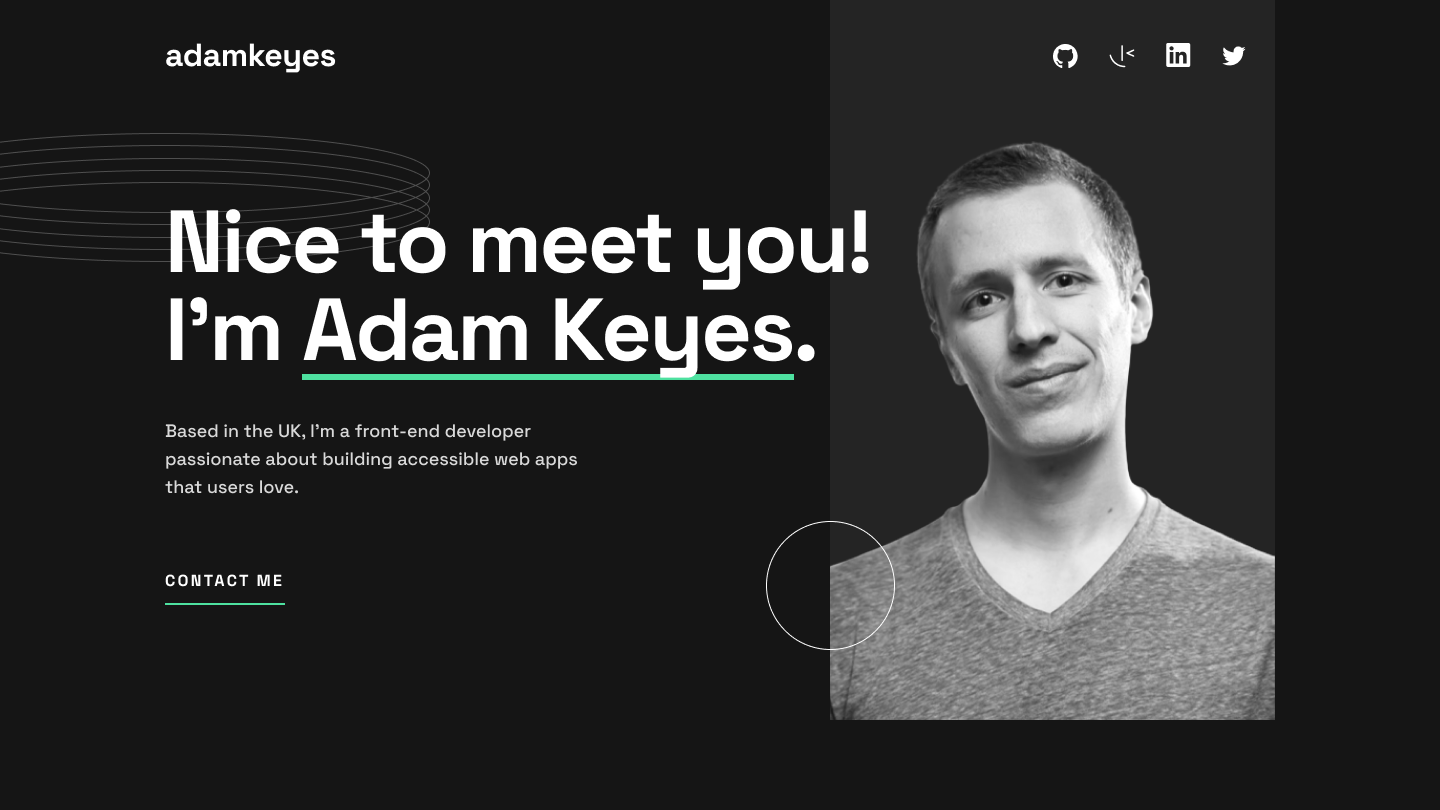 adamkeyes
Nice to meet you!
I’m Adam Keyes.
Based in the UK, I’m a front-end developer
passionate about building accessible web apps
that users love.
CONTACT ME